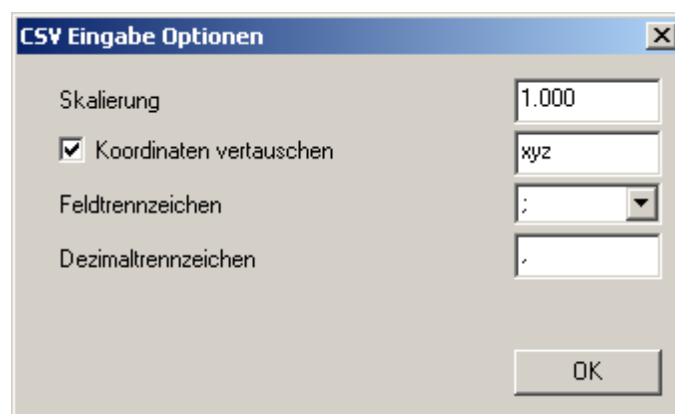 CSV Eingabe Optionen
Skalierung 1.000
Koordinaten vertauschen xyz
Feldtrennzeichen ;
Dezimaltrennzeichen ,
OK